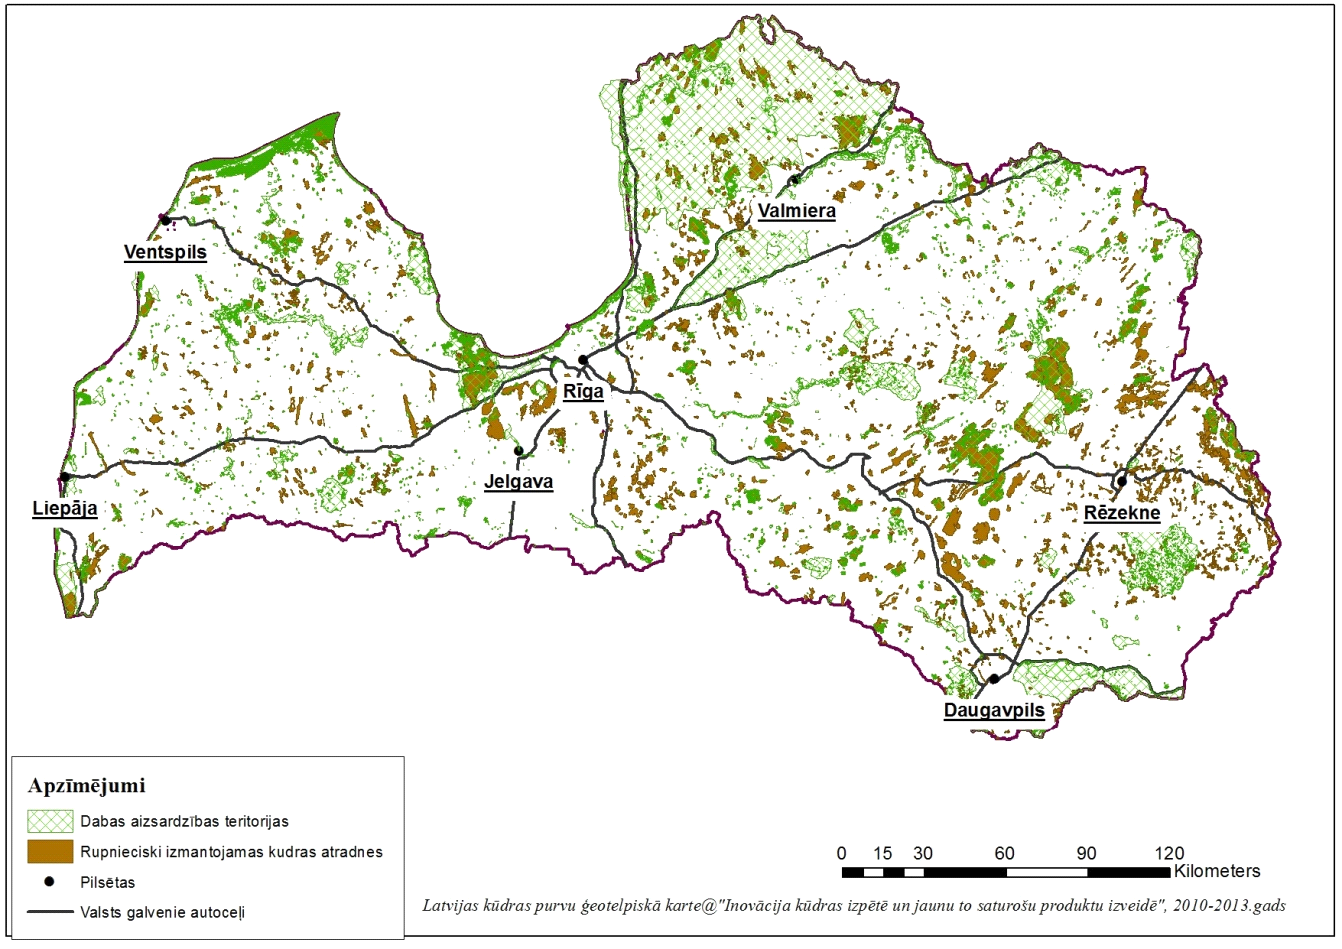 Valmiera
Ventspils
Rīga
Jelgava
Liepāja
Rēzekne
Daugavpils
Apzīmējumi
Dabas aizsardzības teritorijas
Rupnieciski izmantojamas kudras atradnes
Pilsētas
Valsts galvenie autoceļi
0 15 30 60 90 120
Kilometers
Latvijas kūdras purvu ģeotelpiskā karte@"Inovācija kūdras izpētē un jaunu to saturošu produktu izveidē", 2010-2013.gads